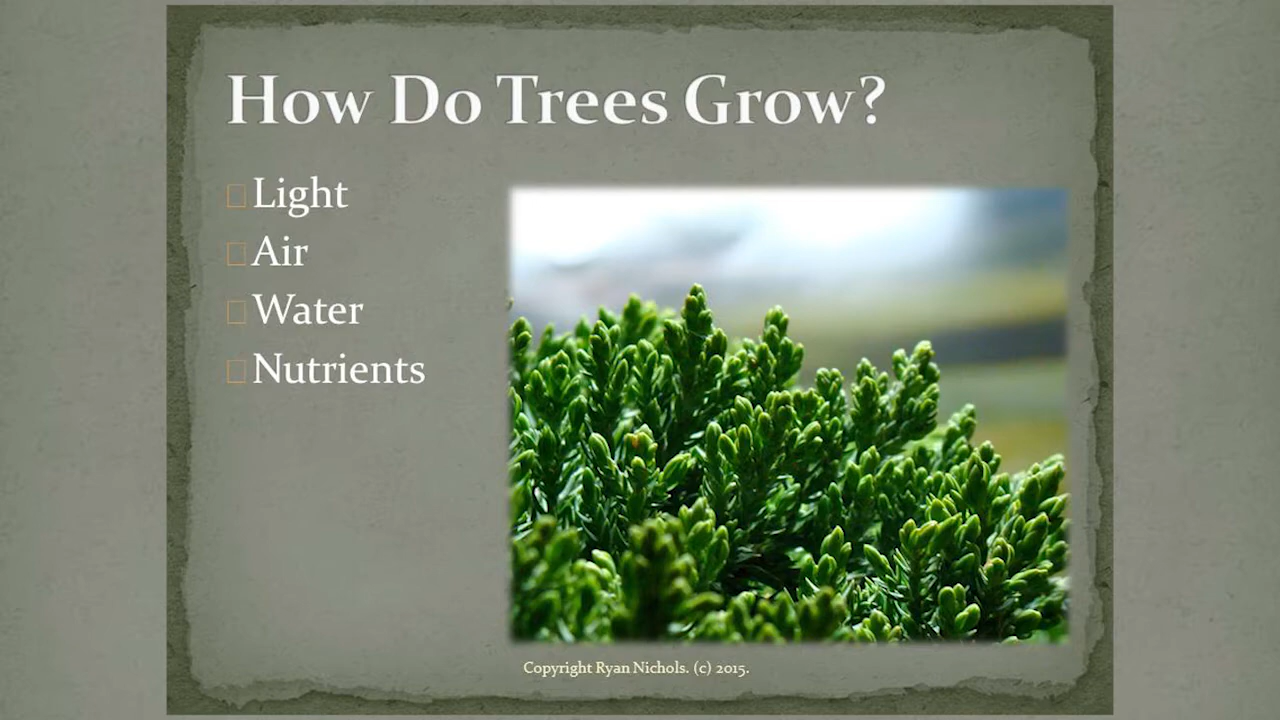 How Do Trees Grow?
Light
Air
Water
Nutrients
Copyright Ryan Nichols. (c) 2015.